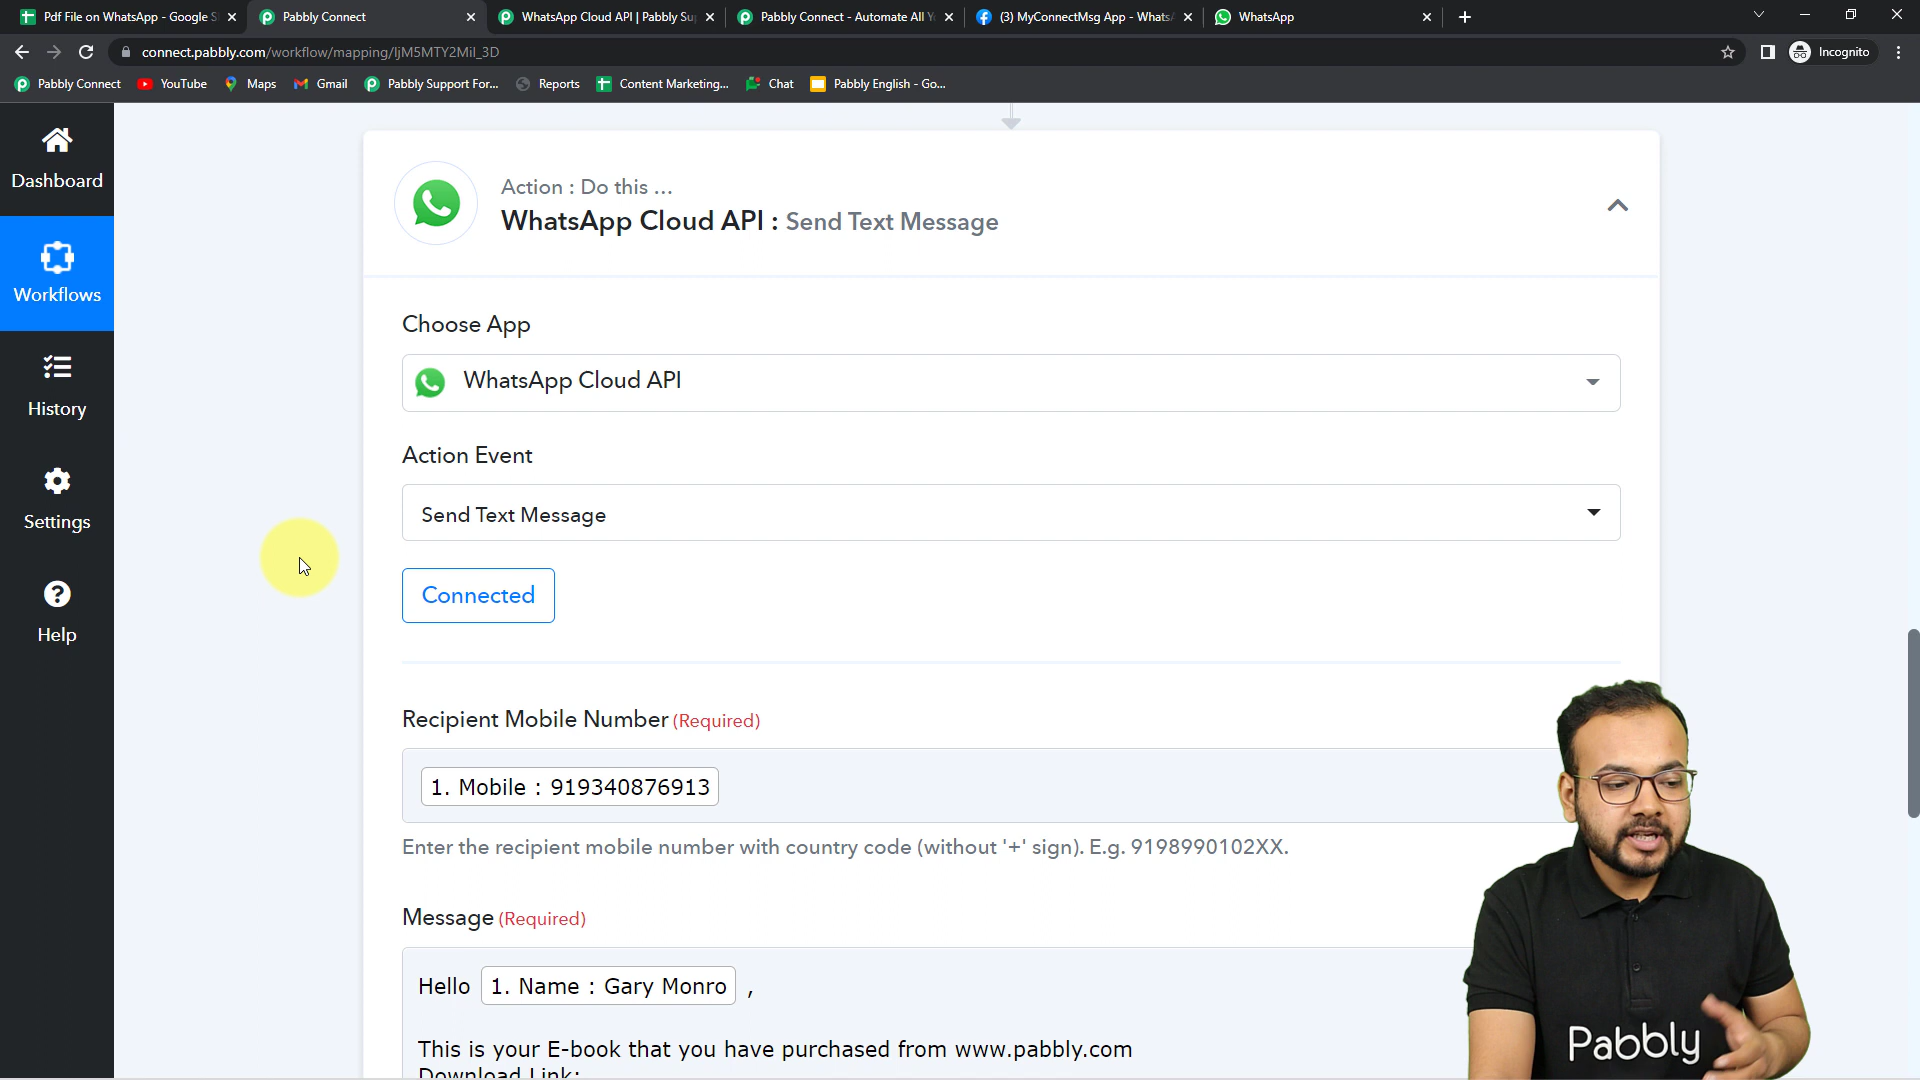 Pdf File on WhatsApp - Google S
Pabbly Connect
WhatsApp Cloud API | Pabbly Su
Pabbly Connect - Automate All Y
(3) MyConnectMsg App - Whats
WhatsApp
connect.pabbly.com/workflow/mapping/IjM5MTY2Mil_3D
Incognito
Pabbly Connect
YouTube
Maps
Gmail
Pabbly Support For...
Reports
Content Marketing...
Chat
Pabbly English - Go...
Dashboard
Workflows
History
Settings
Help
Action : Do this ...
WhatsApp Cloud API : Send Text Message
Choose App
WhatsApp Cloud API
Action Event
Send Text Message
Connected
Recipient Mobile Number (Required)
1. Mobile : 919340876913
Enter the recipient mobile number with country code (without '+' sign). E.g. 9198990102XX.
Message (Required)
Hello 1. Name : Gary Monro ,
This is your E-book that you have purchased from www.pabbly.com
Download Link:
Pabbly